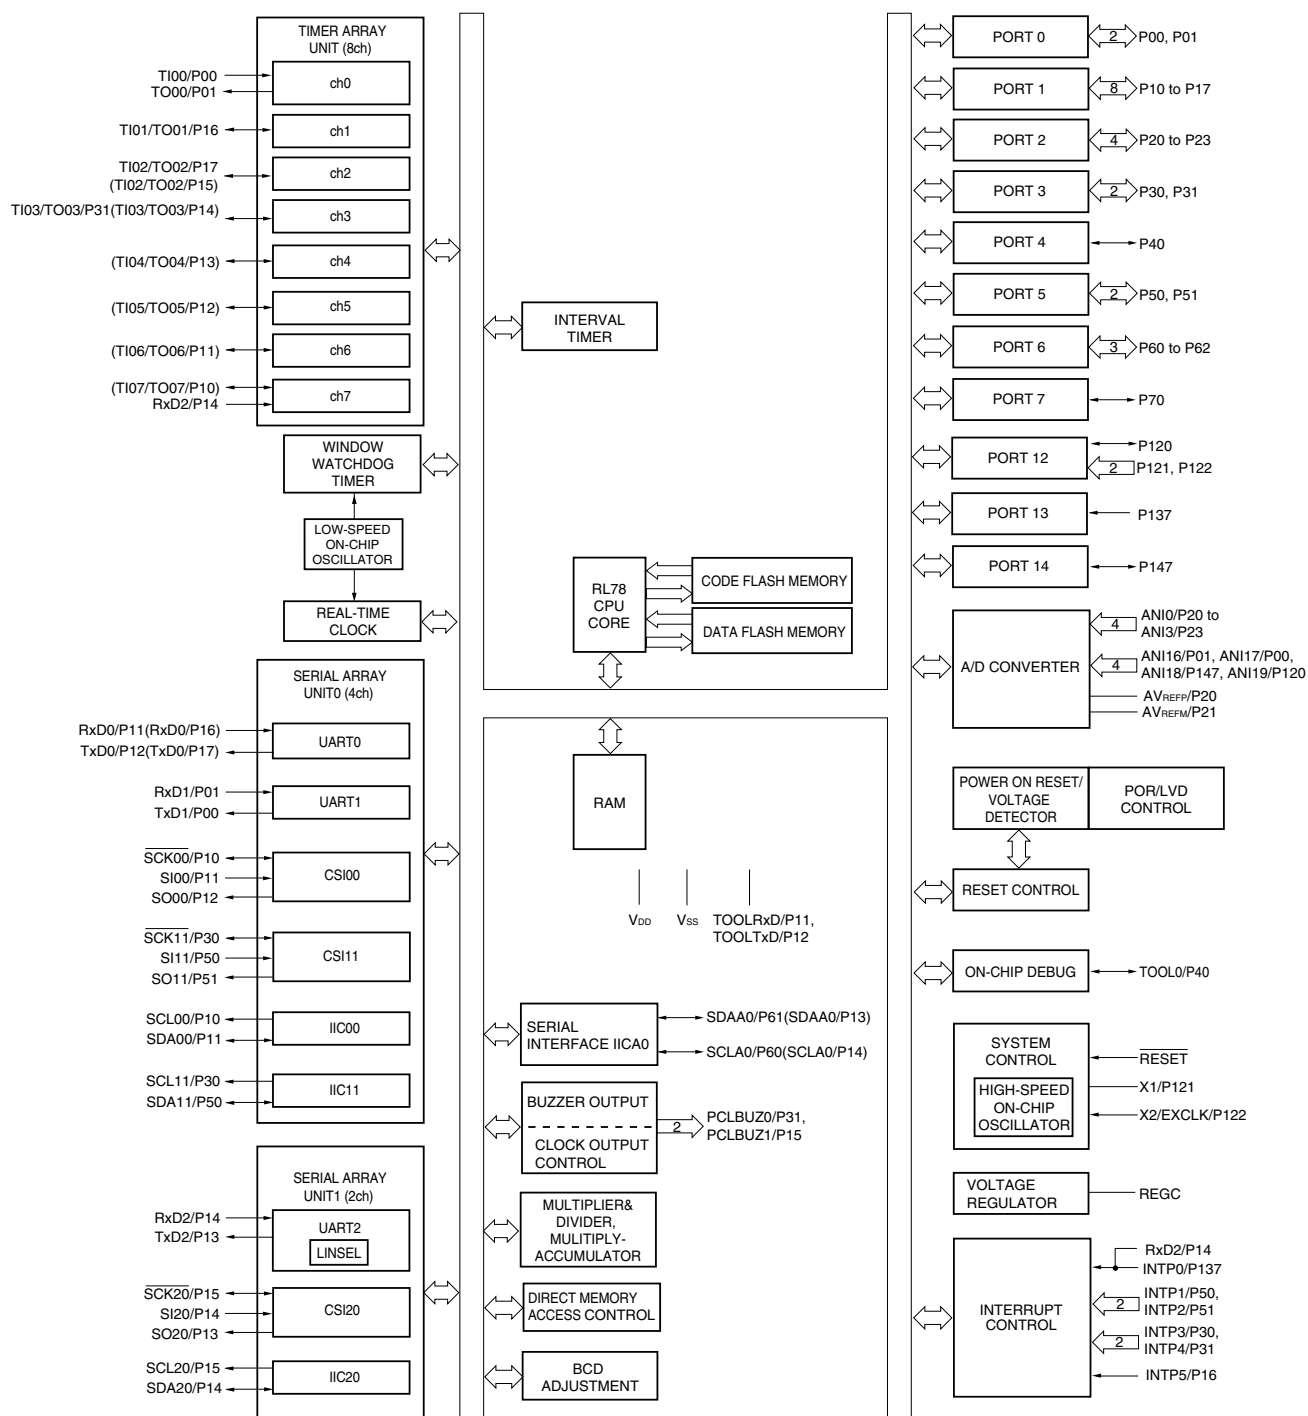 TIMER ARRAY
UNIT (8ch)
TI00/P00
TO00/P01
ch0
TI01/TO01/P16
ch1
TI02/TO02/P17
(TI02/TO02/P15)
ch2
TI03/TO03/P31(TI03/TO03/P14)
ch3
(TI04/TO04/P13)
ch4
(TI05/TO05/P12)
ch5
(TI06/TO06/P11)
ch6
(TI07/TO07/P10)
RxD2/P14
ch7
WINDOW
WATCHDOG
TIMER
LOW-SPEED
ON-CHIP
OSCILLATOR
REAL-TIME
CLOCK
SERIAL ARRAY
UNIT0 (4ch)
RxD0/P11(RxD0/P16)
TxD0/P12(TxD0/P17)
UART0
RxD1/P01
TxD1/P00
UART1
SCK00/P10
SI00/P11
SO00/P12
CSI00
SCK11/P30
SI11/P50
SO11/P51
CSI11
SCL00/P10
SDA00/P11
IIC00
SCL11/P30
SDA11/P50
IIC11
SERIAL ARRAY
UNIT1 (2ch)
RxD2/P14
TxD2/P13
UART2
LINSEL
SCK20/P15
SI20/P14
SO20/P13
CSI20
SCL20/P15
SDA20/P14
IIC20
INTERVAL
TIMER
RL78
CPU
CORE
CODE FLASH MEMORY
DATA FLASH MEMORY
RAM
VDD
VSS
TOOLRxD/P11,
TOOLTxD/P12
SERIAL
INTERFACE IICA0
SDAA0/P61(SDAA0/P13)
SCLA0/P60(SCLA0/P14)
BUZZER OUTPUT
CLOCK OUTPUT
CONTROL
2
PCLBUZ0/P31,
PCLBUZ1/P15
MULTIPLIER&
DIVIDER,
MULITIPLY-
ACCUMULATOR
DIRECT MEMORY
ACCESS CONTROL
BCD
ADJUSTMENT
PORT 0
2
P00, P01
PORT 1
8
P10 to P17
PORT 2
4
P20 to P23
PORT 3
2
P30, P31
PORT 4
P40
PORT 5
2
P50, P51
PORT 6
3
P60 to P62
PORT 7
P70
PORT 12
P120
2
P121, P122
PORT 13
P137
PORT 14
P147
A/D CONVERTER
4
ANI0/P20 to
ANI3/P23
4
ANI16/P01, ANI17/P00,
ANI18/P147, ANI19/P120
AVREFP/P20
AVREFM/P21
POWER ON RESET/
VOLTAGE
DETECTOR
POR/LVD
CONTROL
RESET CONTROL
ON-CHIP DEBUG
TOOL0/P40
SYSTEM
CONTROL
HIGH-SPEED
ON-CHIP
OSCILLATOR
RESET
X1/P121
X2/EXCLK/P122
VOLTAGE
REGULATOR
REGC
INTERRUPT
CONTROL
RxD2/P14
INTP0/P137
2
INTP1/P50,
INTP2/P51
2
INTP3/P30,
INTP4/P31
INTP5/P16